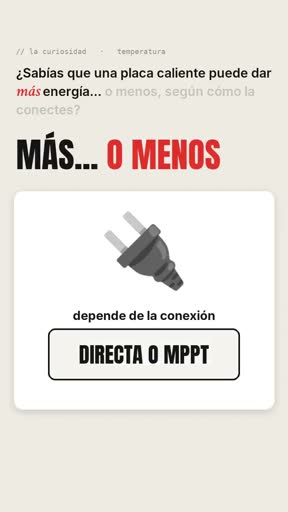 // la curiosidad · temperatura
¿Sabías que una placa caliente puede dar
más energía... o menos, según cómo la
conectes?
MÁS... O MENOS
depende de la conexión
DIRECTA O MPPT